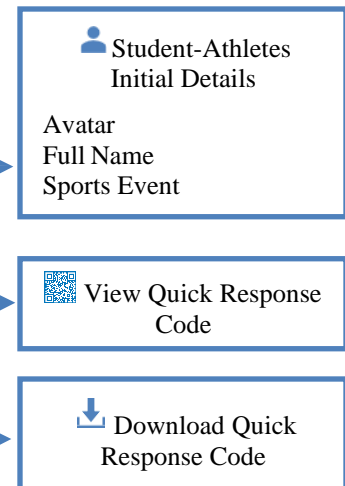 Student-Athletes
Initial Details
Avatar
Full Name
Sports Event
View Quick Response
Code
Download Quick
Response Code